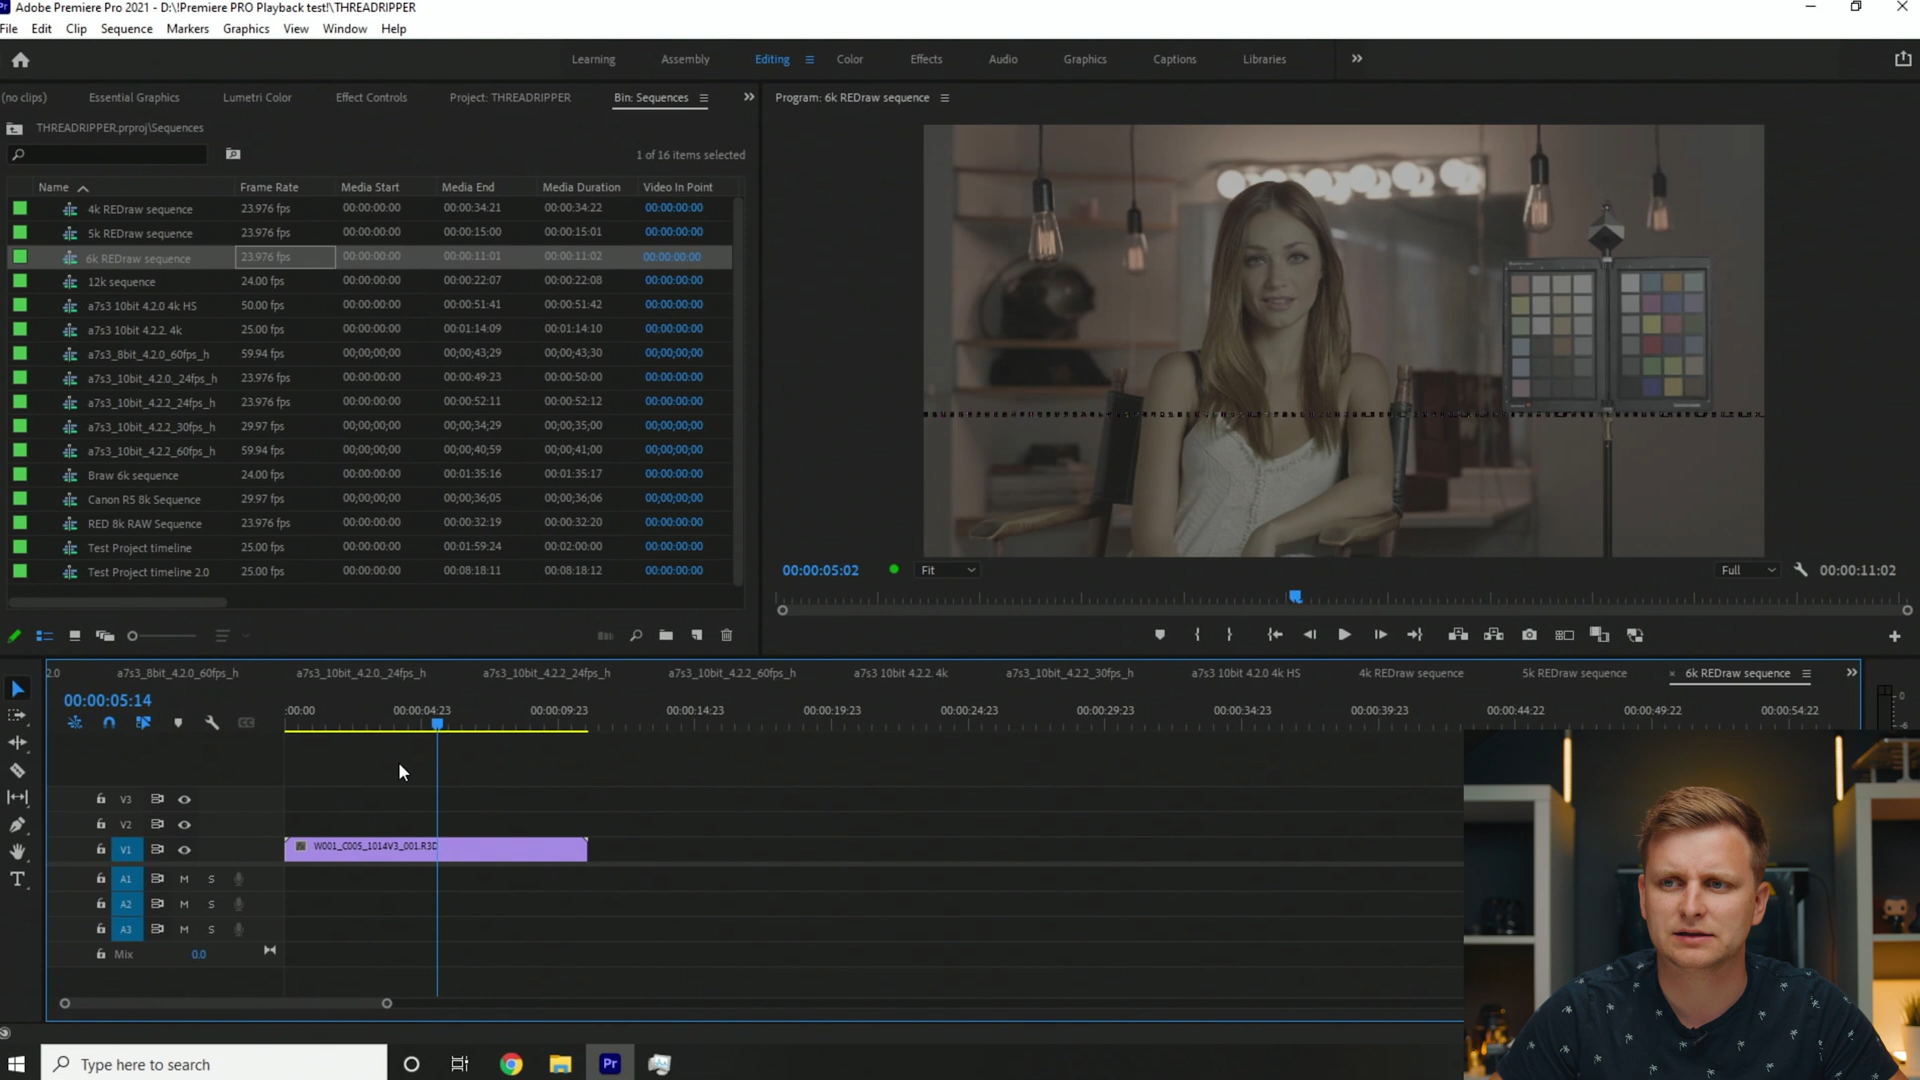 Adobe Premiere Pro 2021 - D:\!Premiere PRO Playback test!\THREADRIPPER
File Edit Clip Sequence Markers Graphics View Window Help
Learning Assembly Editing Color Effects Audio Graphics Captions Libraries
(no clips) Essential Graphics Lumetri Color Effect Controls Project: THREADRIPPER Bin: Sequences
Program: 6k REDraw sequence
THREADRIPPER.prproj\Sequences
1 of 16 items selected
Name Frame Rate Media Start Media End Media Duration Video In Point
4k REDraw sequence 23.976 fps 00:00:00:00 00:00:34:21 00:00:34:22 00:00:00:00
5k REDraw sequence 23.976 fps 00:00:00:00 00:00:15:00 00:00:15:01 00:00:00:00
6k REDraw sequence 23.976 fps 00:00:00:00 00:00:11:01 00:00:11:02 00:00:00:00
12k sequence 24.00 fps 00:00:00:00 00:00:22:07 00:00:22:08 00:00:00:00
a7s3 10bit 4.2.0 4k HS 50.00 fps 00:00:00:00 00:00:51:41 00:00:51:42 00:00:00:00
a7s3 10bit 4.2.2. 4k 25.00 fps 00:00:00:00 00:01:14:09 00:01:14:10 00:00:00:00
a7s3_8bit_4.2.0_60fps_h 59.94 fps 00;00;00;00 00;00;43;29 00;00;43;30 00;00;00;00
a7s3_10bit_4.2.0._24fps_h 23.976 fps 00:00:00:00 00:00:49:23 00:00:50:00 00:00:00:00
a7s3_10bit_4.2.2_24fps_h 23.976 fps 00:00:00:00 00:00:52:11 00:00:52:12 00:00:00:00
a7s3_10bit_4.2.2_30fps_h 29.97 fps 00;00;00;00 00;00;34;29 00;00;35;00 00;00;00;00
a7s3_10bit_4.2.2_60fps_h 59.94 fps 00;00;00;00 00;00;40;59 00;00;41;00 00;00;00;00
Braw 6k sequence 24.00 fps 00:00:00:00 00:01:35:16 00:01:35:17 00:00:00:00
Canon R5 8k Sequence 29.97 fps 00;00;00;00 00;00;36;05 00;00;36;06 00;00;00;00
RED 8k RAW Sequence 23.976 fps 00:00:00:00 00:00:32:19 00:00:32:20 00:00:00:00
Test Project timeline 25.00 fps 00:00:00:00 00:01:59:24 00:02:00:00 00:00:00:00
Test Project timeline 2.0 25.00 fps 00:00:00:00 00:08:18:11 00:08:18:12 00:00:00:00
00:00:05:02 Fit Full 00:00:11:02
2.0 a7s3_8bit_4.2.0_60fps_h a7s3_10bit_4.2.0._24fps_h a7s3_10bit_4.2.2_24fps_h a7s3_10bit_4.2.2_60fps_h a7s3 10bit 4.2.2. 4k a7s3_10bit_4.2.2_30fps_h a7s3 10bit 4.2.0 4k HS 4k REDraw sequence 5k REDraw sequence × 6k REDraw sequence
00:00:05:14
:00:00 00:00:04:23 00:00:09:23 00:00:14:23 00:00:19:23 00:00:24:23 00:00:29:23 00:00:34:23 00:00:39:23 00:00:44:22 00:00:49:22 00:00:54:22
0
-6
V3
V2
V1 W001_C005_1014V3_001.R3D
A1 M S
A2 M S
A3 M S
Mix 0.0
Type here to search
Pr